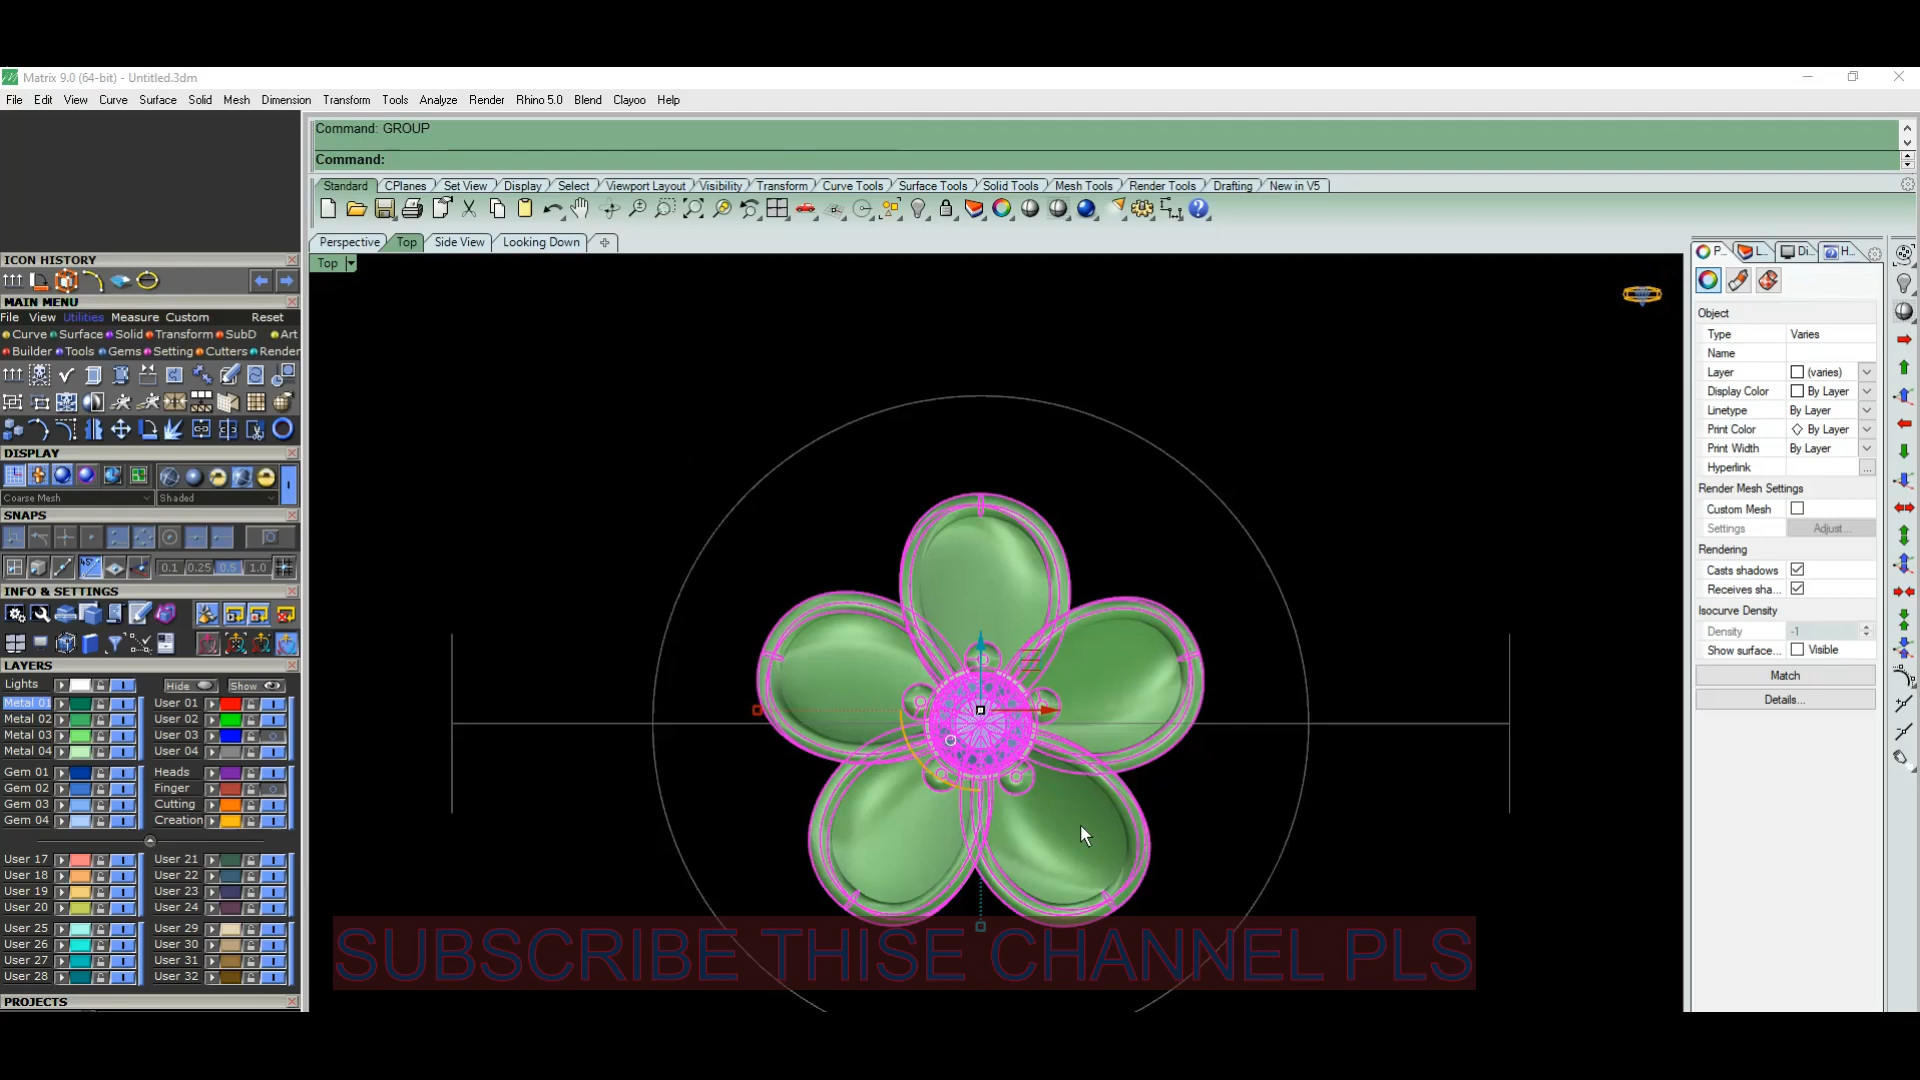 Matrix 9.0 (64-bit) - Untitled.3dm
File Edit View Curve Surface Solid Mesh Dimension Transform Tools Analyze Render Rhino 5.0 Blend Clayoo Help
Command: GROUP
Command:
Standard CPlanes Set View Display Select Viewport Layout Visibility Transform Curve Tools Surface Tools Solid Tools Mesh Tools Render Tools Drafting New in V5
Perspective Top Side View Looking Down
Top
P... L... Di... H...
ICON HISTORY
MAIN MENU
File View Utilities Measure Custom Reset
Curve Surface Solid Transform SubD Art
Builder Tools Gems Setting Cutters Render
DISPLAY
Coarse Mesh Shaded
SNAPS
45°
0.1 0.25 0.5 1.0
INFO & SETTINGS
LAYERS
Lights Hide Show
Metal 01 User 01
Metal 02 User 02
Metal 03 User 03
Metal 04 User 04
Gem 01 Heads
Gem 02 Finger
Gem 03 Cutting
Gem 04 Creation
User 17 User 21
User 18 User 22
User 19 User 23
User 20 User 24
User 25 User 29
User 26 User 30
User 27 User 31
User 28 User 32
PROJECTS
Object
Type Varies
Name
Layer (varies)
Display Color By Layer
Linetype By Layer
Print Color By Layer
Print Width By Layer
Hyperlink ...
Render Mesh Settings
Custom Mesh
Settings Adjust...
Rendering
Casts shadows
Receives sha...
Isocurve Density
Density -1
Show surface... Visible
Match
Details...
SUBSCRIBE THISE CHANNEL PLS